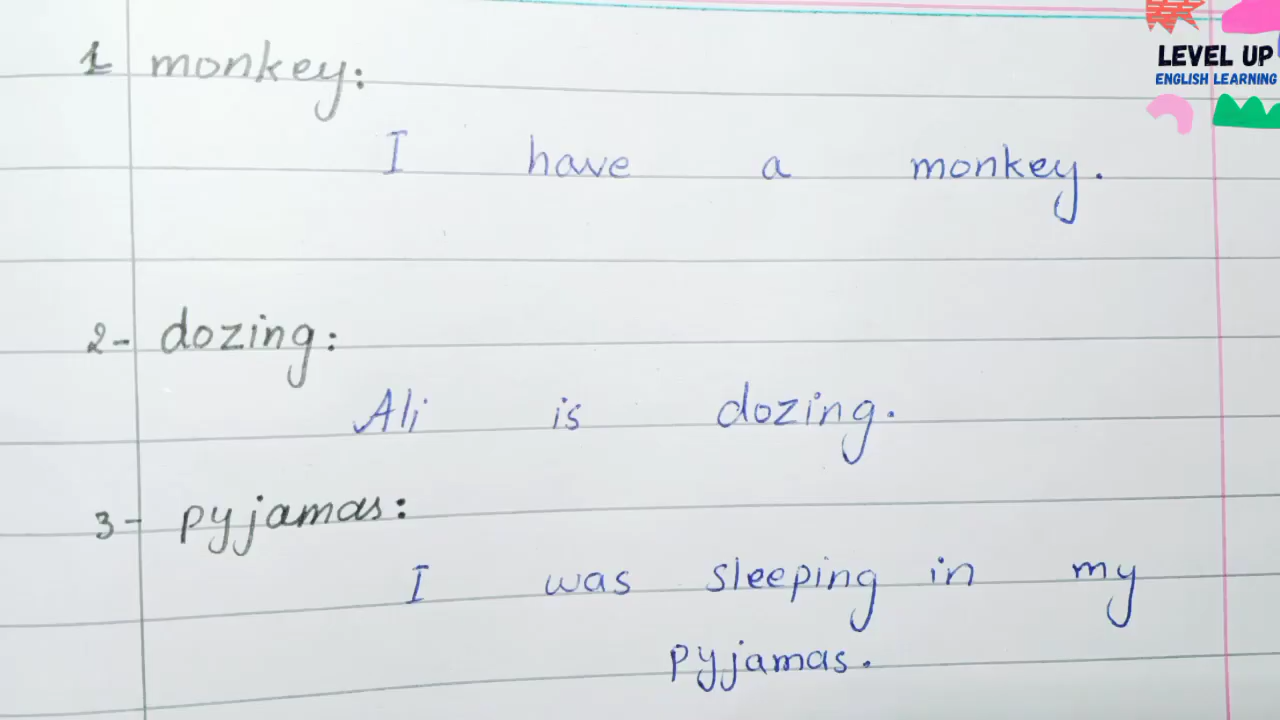 LEVEL UP
ENGLISH LEARNING
1 monkey:
I have a monkey.
2- dozing:
Ali is dozing.
3- pyjamas:
I was sleeping in my
pyjamas.